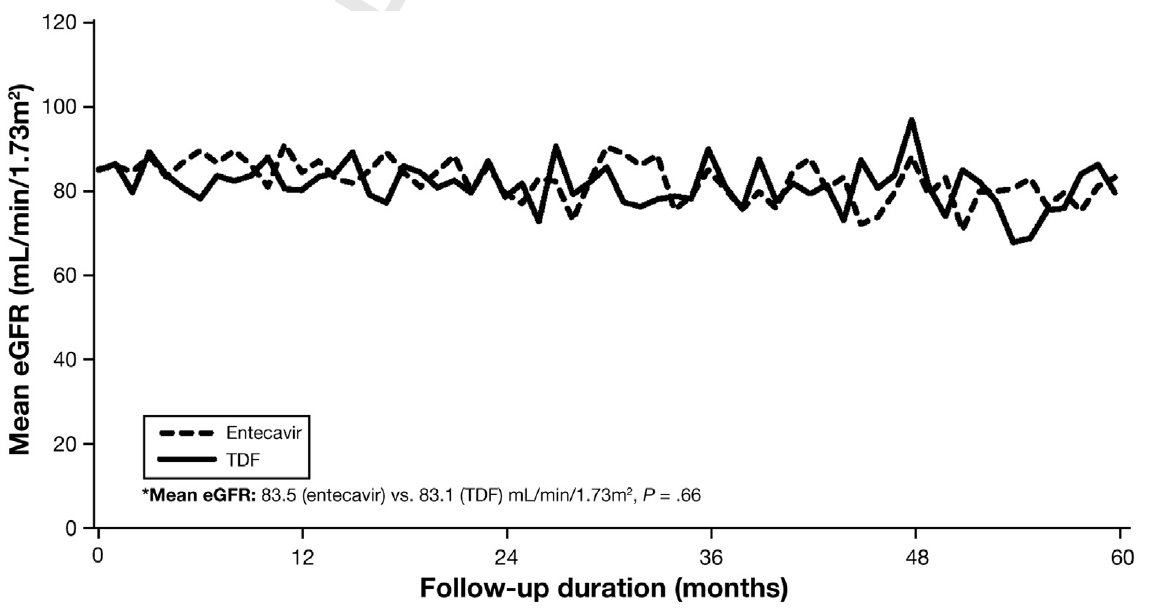 120
100
80
60
40
20
0
Mean eGFR (mL/min/1.73m²)
Entecavir
TDF
*Mean eGFR: 83.5 (entecavir) vs. 83.1 (TDF) mL/min/1.73m², P = .66
0 12 24 36 48 60
Follow-up duration (months)